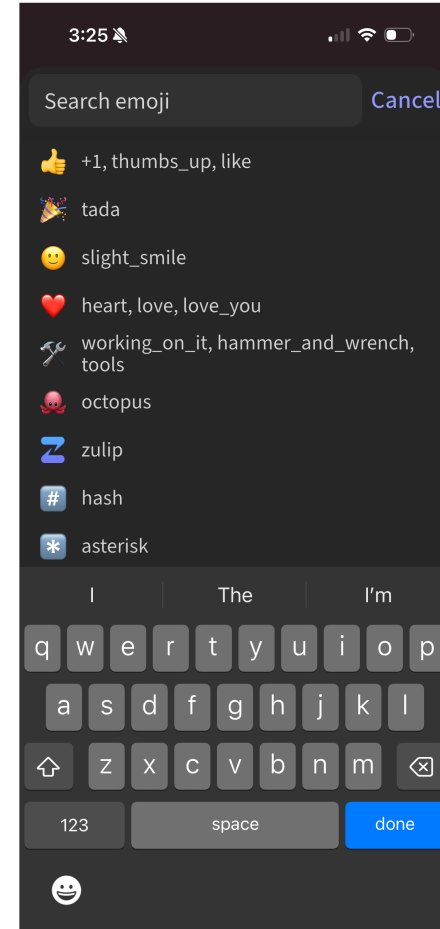 3:25
Search emoji
Cancel
+1, thumbs_up, like
tada
slight_smile
heart, love, love_you
working_on_it, hammer_and_wrench,
tools
octopus
zulip
# hash
* asterisk
I The I'm
q w e r t y u i o p
a s d f g h j k l
z x c v b n m
123 space done